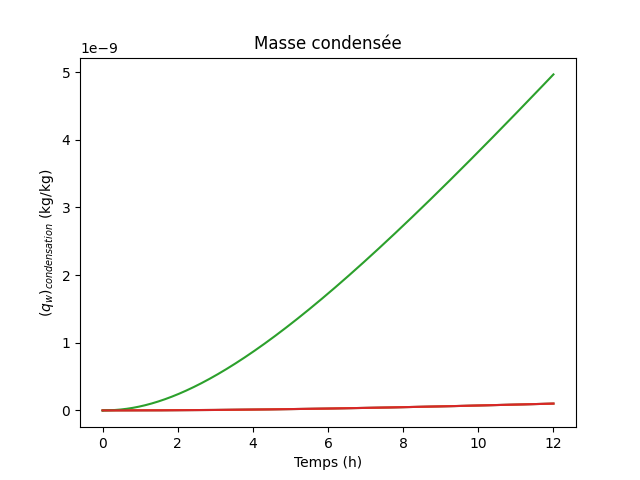 Masse condensée
1e−9
5
4
3
2
1
0
(q_w)_condensation (kg/kg)
0 2 4 6 8 10 12
Temps (h)